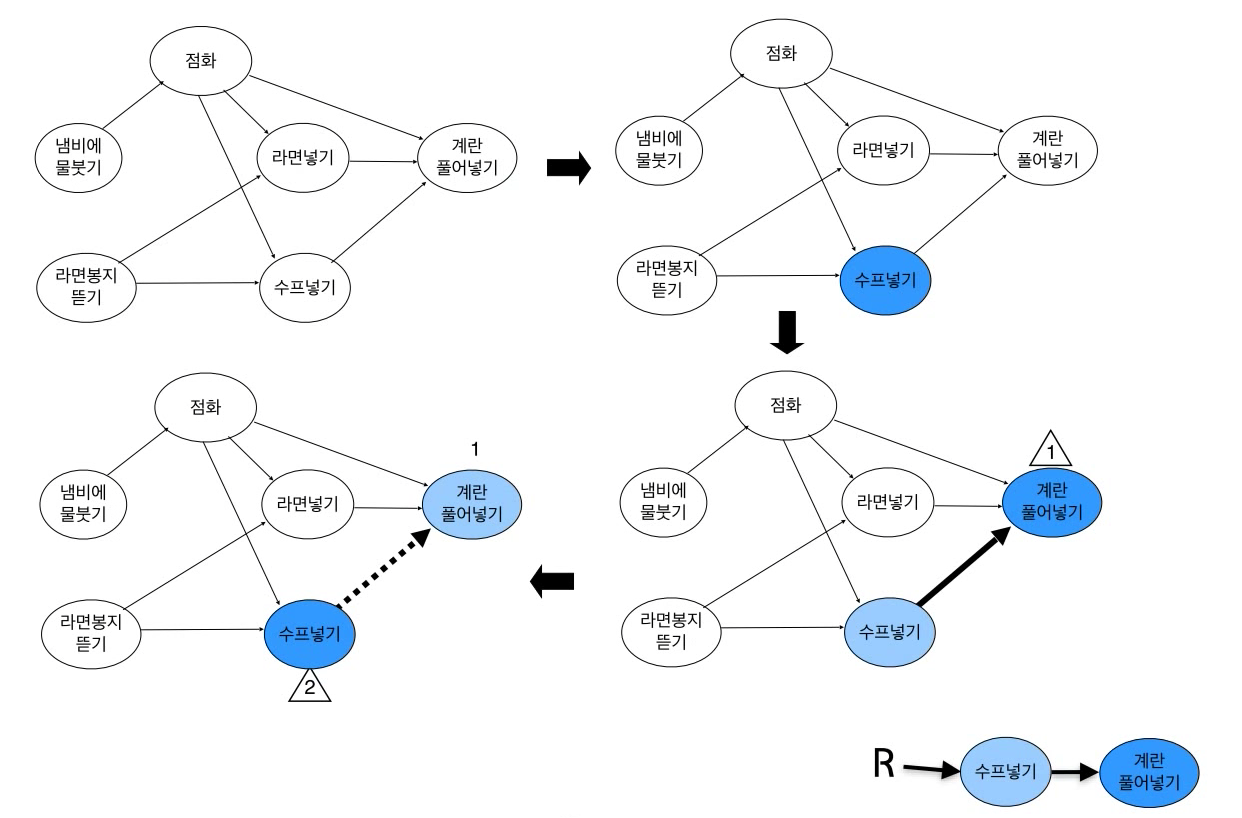 점화
냄비에
물붓기
라면넣기
계란
풀어넣기
라면봉지
뜯기
수프넣기
점화
냄비에
물붓기
라면넣기
계란
풀어넣기
라면봉지
뜯기
수프넣기
점화
1
냄비에
물붓기
라면넣기
계란
풀어넣기
라면봉지
뜯기
수프넣기
2
점화
1
냄비에
물붓기
라면넣기
계란
풀어넣기
라면봉지
뜯기
수프넣기
R
수프넣기
계란
풀어넣기